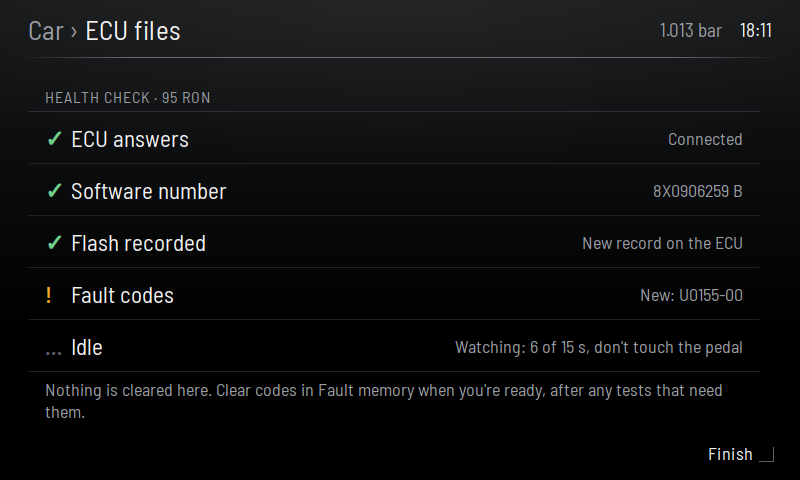 Car › ECU files
1.013 bar 18:11
HEALTH CHECK · 95 RON
✓ ECU answers Connected
✓ Software number 8X0906259 B
✓ Flash recorded New record on the ECU
! Fault codes New: U0155-00
... Idle Watching: 6 of 15 s, don't touch the pedal
Nothing is cleared here. Clear codes in Fault memory when you're ready, after any tests that need
them.
Finish